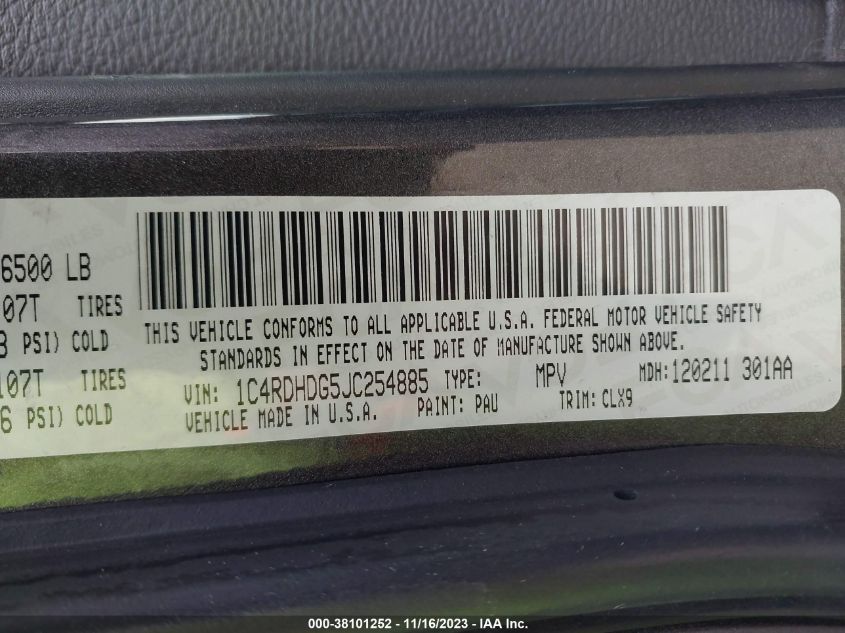 6500 LB
07T TIRES
PSI) COLD
107T TIRES
6 PSI) COLD
THIS VEHICLE CONFORMS TO ALL APPLICABLE U.S.A. FEDERAL MOTOR VEHICLE SAFETY
STANDARDS IN EFFECT ON THE DATE OF MANUFACTURE SHOWN ABOVE.
VIN: 1C4RDHDG5JC254885 TYPE: MPV MDH: 120211 301AA
VEHICLE MADE IN U.S.A. PAINT: PAU TRIM: CLX9
000-38101252 - 11/16/2023 - IAA Inc.